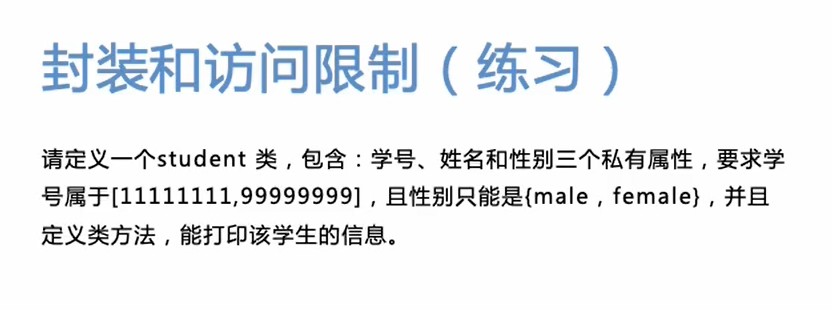 封装和访问限制（练习）
请定义一个student 类，包含：学号、姓名和性别三个私有属性，要求学
号属于[11111111,99999999]，且性别只能是{male，female}，并且
定义类方法，能打印该学生的信息。